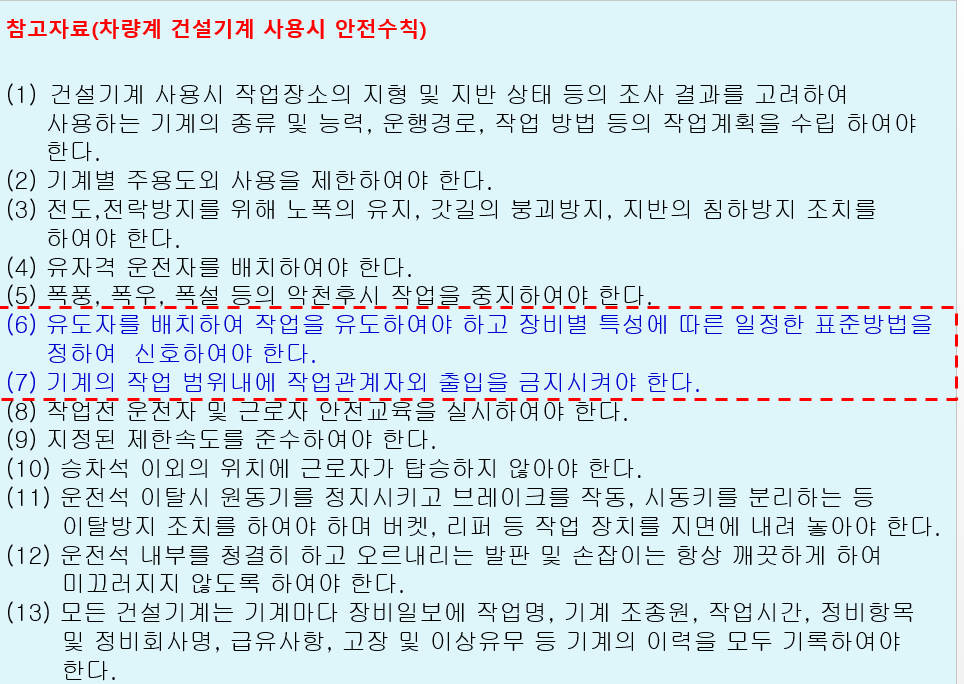 참고자료(차량계 건설기계 사용시 안전수칙)
(1) 건설기계 사용시 작업장소의 지형 및 지반 상태 등의 조사 결과를 고려하여
사용하는 기계의 종류 및 능력, 운행경로, 작업 방법 등의 작업계획을 수립 하여야
한다.
(2) 기계별 주용도외 사용을 제한하여야 한다.
(3) 전도,전락방지를 위해 노폭의 유지, 갓길의 붕괴방지, 지반의 침하방지 조치를
하여야 한다.
(4) 유자격 운전자를 배치하여야 한다.
(5) 폭풍, 폭우, 폭설 등의 악천후시 작업을 중지하여야 한다.
(6) 유도자를 배치하여 작업을 유도하여야 하고 장비별 특성에 따른 일정한 표준방법을
정하여  신호하여야 한다.
(7) 기계의 작업 범위내에 작업관계자외 출입을 금지시켜야 한다.
(8) 작업전 운전자 및 근로자 안전교육을 실시하여야 한다.
(9) 지정된 제한속도를 준수하여야 한다.
(10) 승차석 이외의 위치에 근로자가 탑승하지 않아야 한다.
(11) 운전석 이탈시 원동기를 정지시키고 브레이크를 작동, 시동키를 분리하는 등
이탈방지 조치를 하여야 하며 버켓, 리퍼 등 작업 장치를 지면에 내려 놓아야 한다.
(12) 운전석 내부를 청결히 하고 오르내리는 발판 및 손잡이는 항상 깨끗하게 하여
미끄러지지 않도록 하여야 한다.
(13) 모든 건설기계는 기계마다 장비일보에 작업명, 기계 조종원, 작업시간, 정비항목
및 정비회사명, 급유사항, 고장 및 이상유무 등 기계의 이력을 모두 기록하여야
한다.